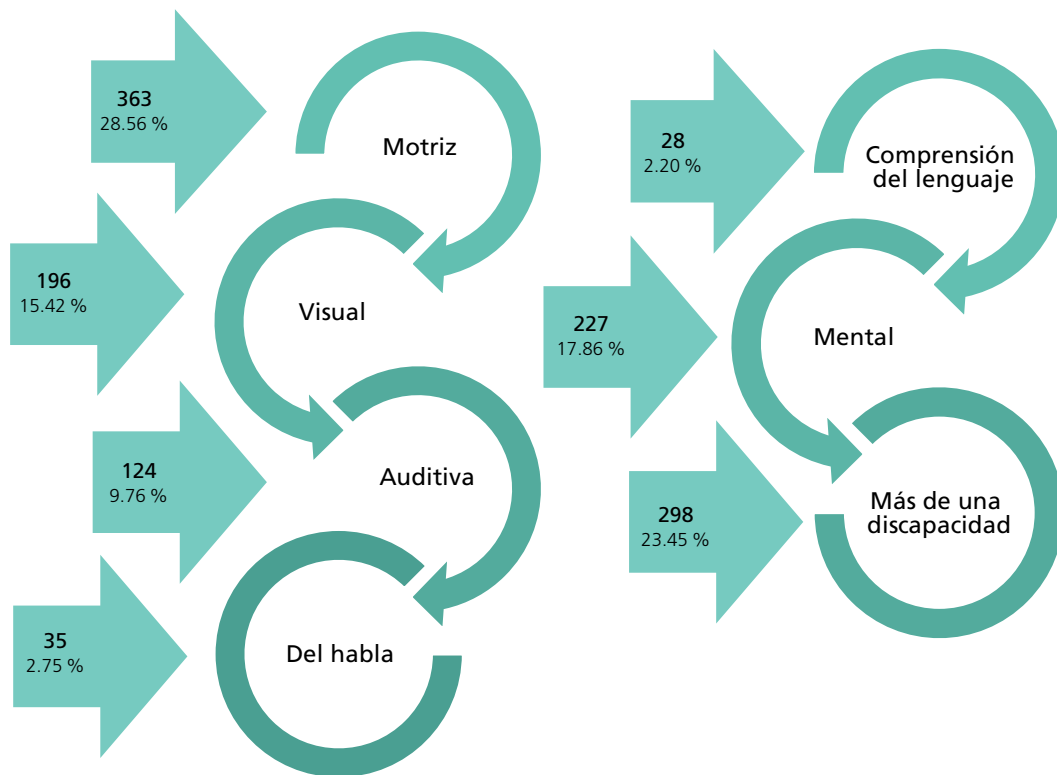 363
28.56 %
Motriz
196
15.42 %
Visual
124
9.76 %
Auditiva
35
2.75 %
Del habla
28
2.20 %
Comprensión
del lenguaje
227
17.86 %
Mental
298
23.45 %
Más de una
discapacidad